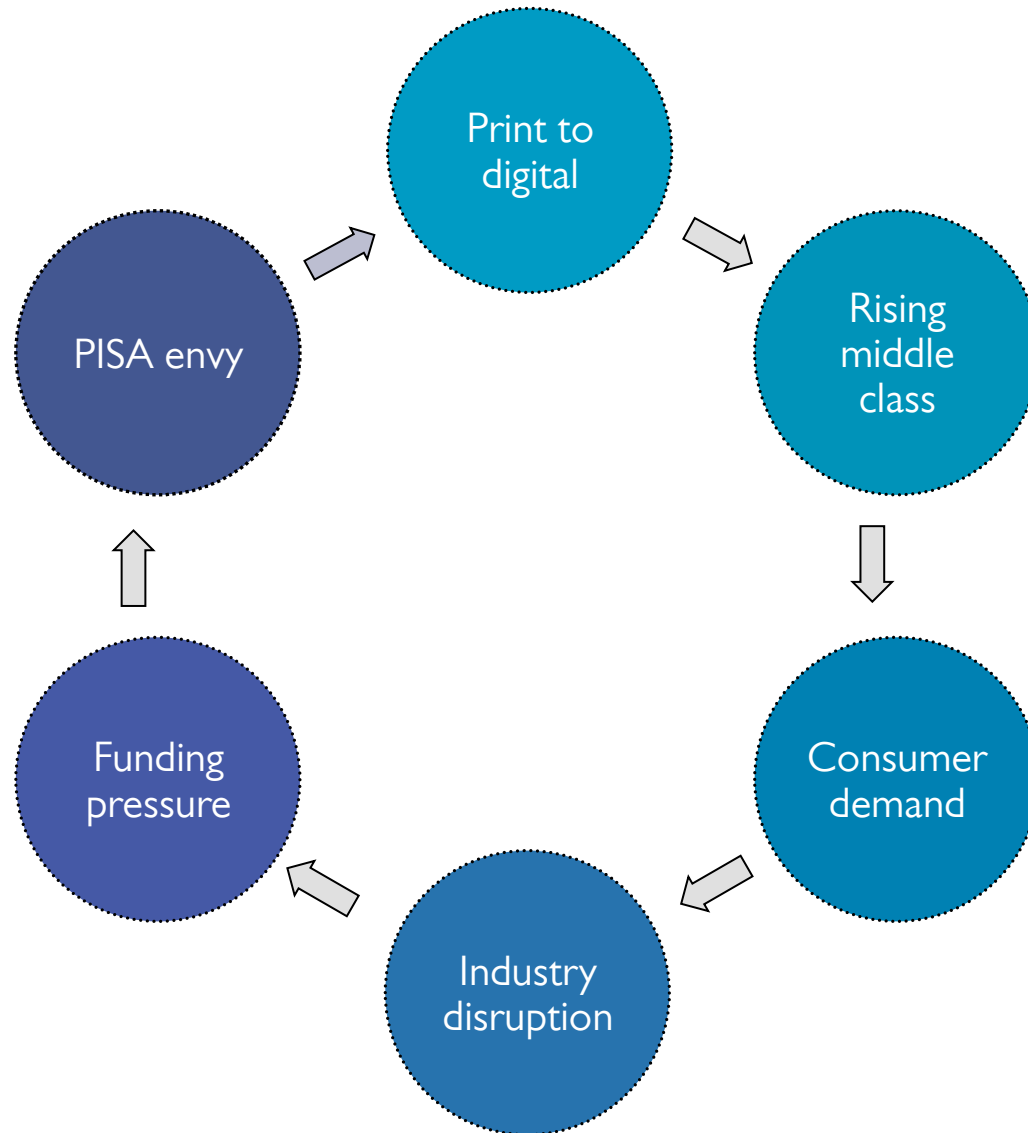 Print to
digital
Rising
middle
class
Consumer
demand
Industry
disruption
Funding
pressure
PISA envy